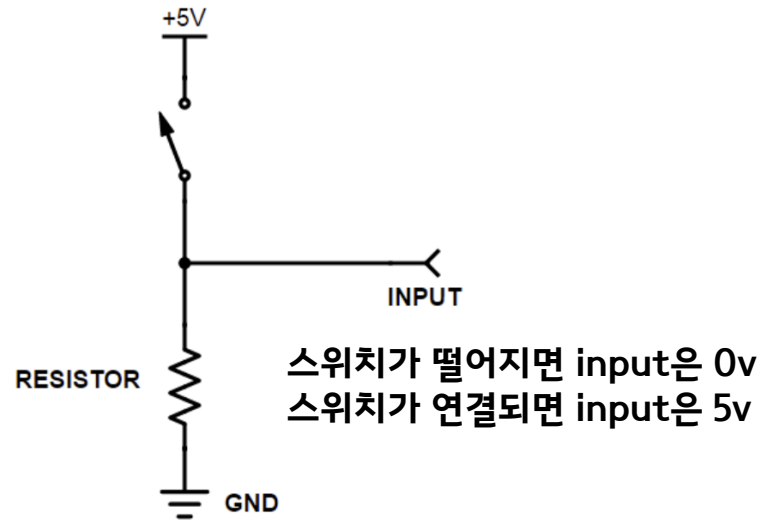 +5V
INPUT
RESISTOR
스위치가 떨어지면 input은 0v
스위치가 연결되면 input은 5v
GND